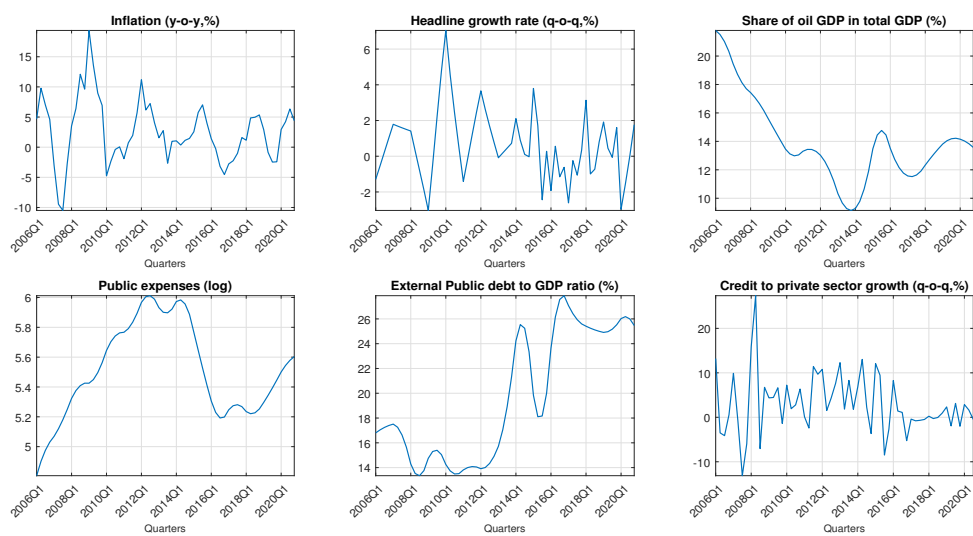 Inflation (y-o-y,%)
15
10
5
0
-5
-10
2006Q1
2008Q1
2010Q1
2012Q1
2014Q1
2016Q1
2018Q1
2020Q1
Quarters
Headline growth rate (q-o-q,%)
6
4
2
0
-2
2006Q1
2008Q1
2010Q1
2012Q1
2014Q1
2016Q1
2018Q1
2020Q1
Quarters
Share of oil GDP in total GDP (%)
20
18
16
14
12
10
2006Q1
2008Q1
2010Q1
2012Q1
2014Q1
2016Q1
2018Q1
2020Q1
Quarters
Public expenses (log)
6
5.8
5.6
5.4
5.2
5
2006Q1
2008Q1
2010Q1
2012Q1
2014Q1
2016Q1
2018Q1
2020Q1
Quarters
External Public debt to GDP ratio (%)
26
24
22
20
18
16
14
2006Q1
2008Q1
2010Q1
2012Q1
2014Q1
2016Q1
2018Q1
2020Q1
Quarters
Credit to private sector growth (q-o-q,%)
20
10
0
-10
2006Q1
2008Q1
2010Q1
2012Q1
2014Q1
2016Q1
2018Q1
2020Q1
Quarters